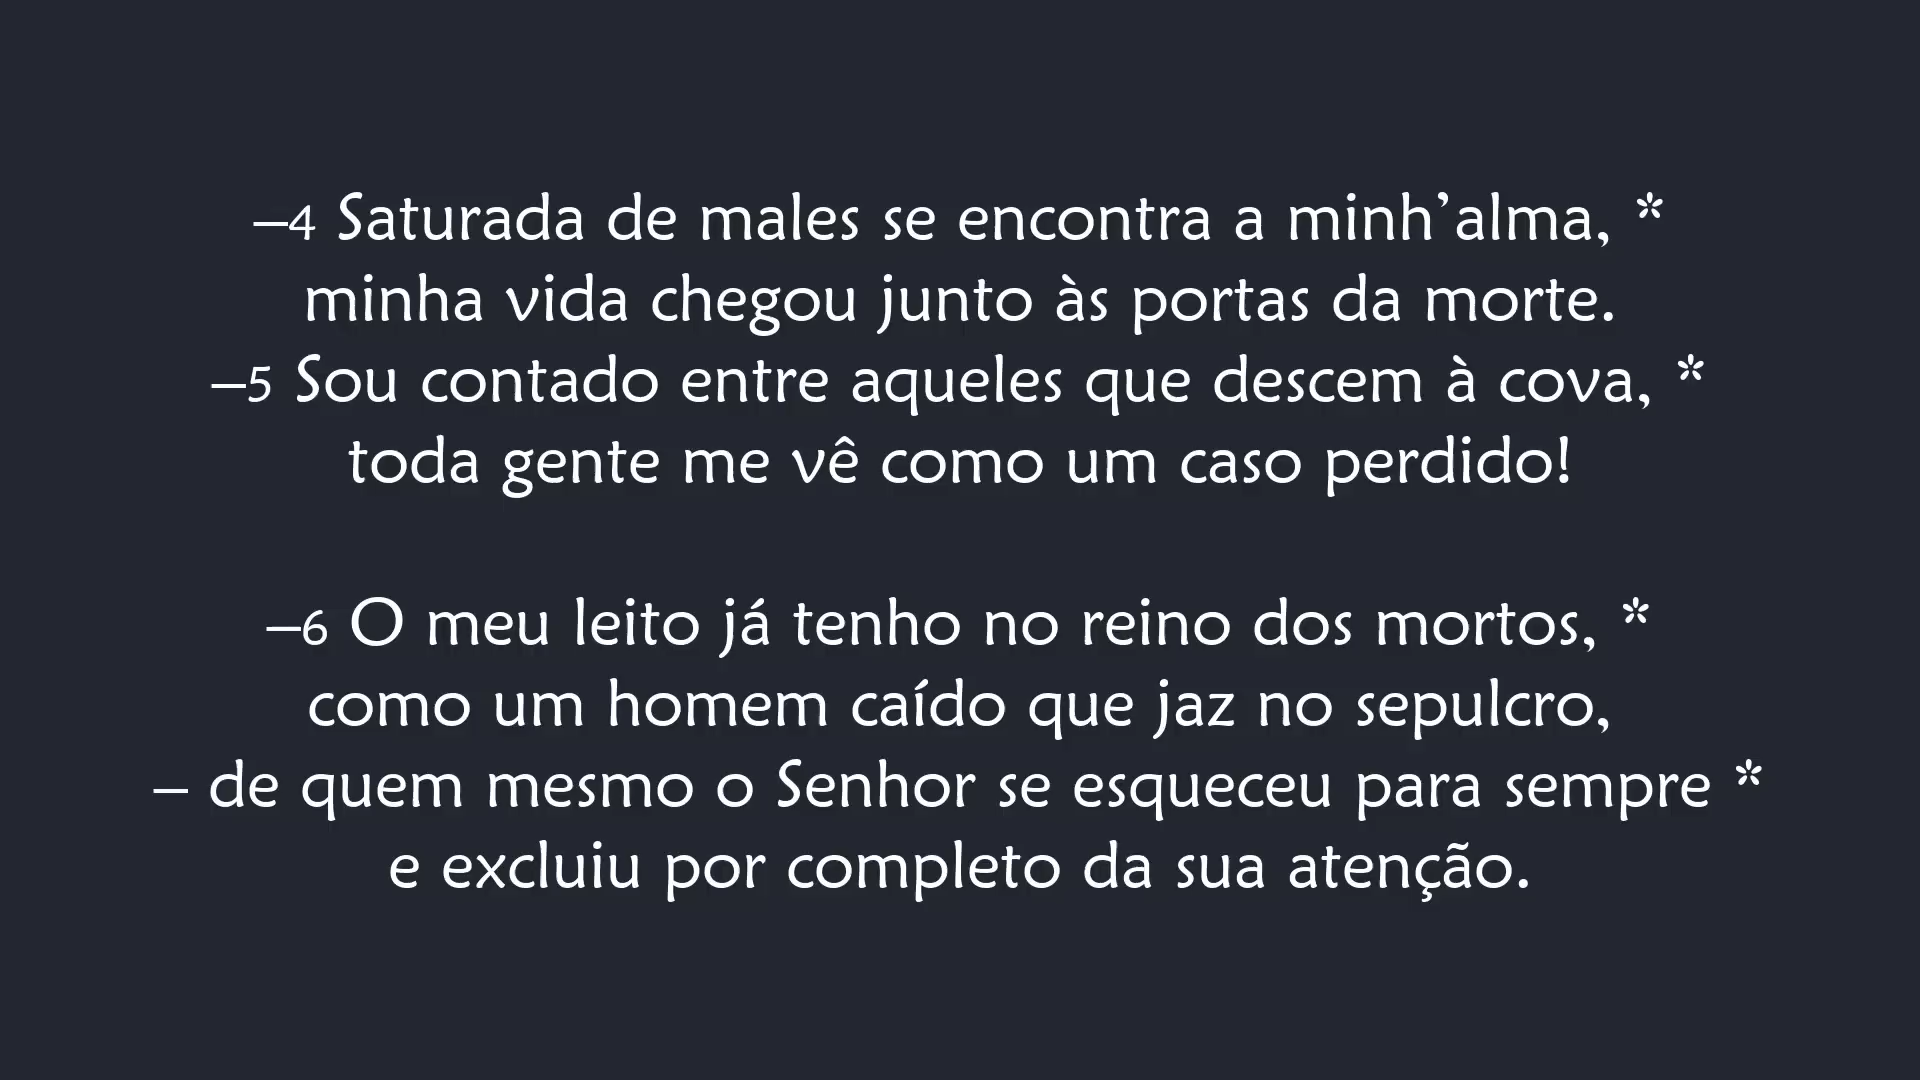 –4 Saturada de males se encontra a minh’alma, *
minha vida chegou junto às portas da morte.
–5 Sou contado entre aqueles que descem à cova, *
toda gente me vê como um caso perdido!
–6 O meu leito já tenho no reino dos mortos, *
como um homem caído que jaz no sepulcro,
– de quem mesmo o Senhor se esqueceu para sempre *
e excluiu por completo da sua atenção.